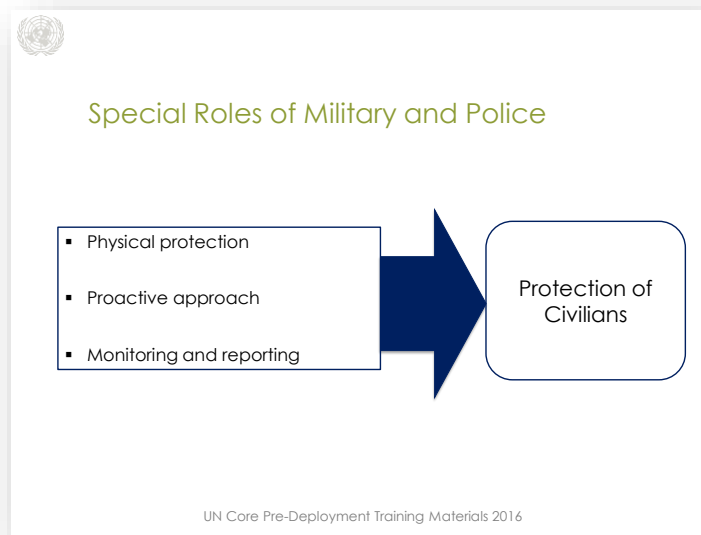 Special Roles of Military and Police
▪ Physical protection
▪ Proactive approach
▪ Monitoring and reporting
Protection of
Civilians
UN Core Pre-Deployment Training Materials 2016